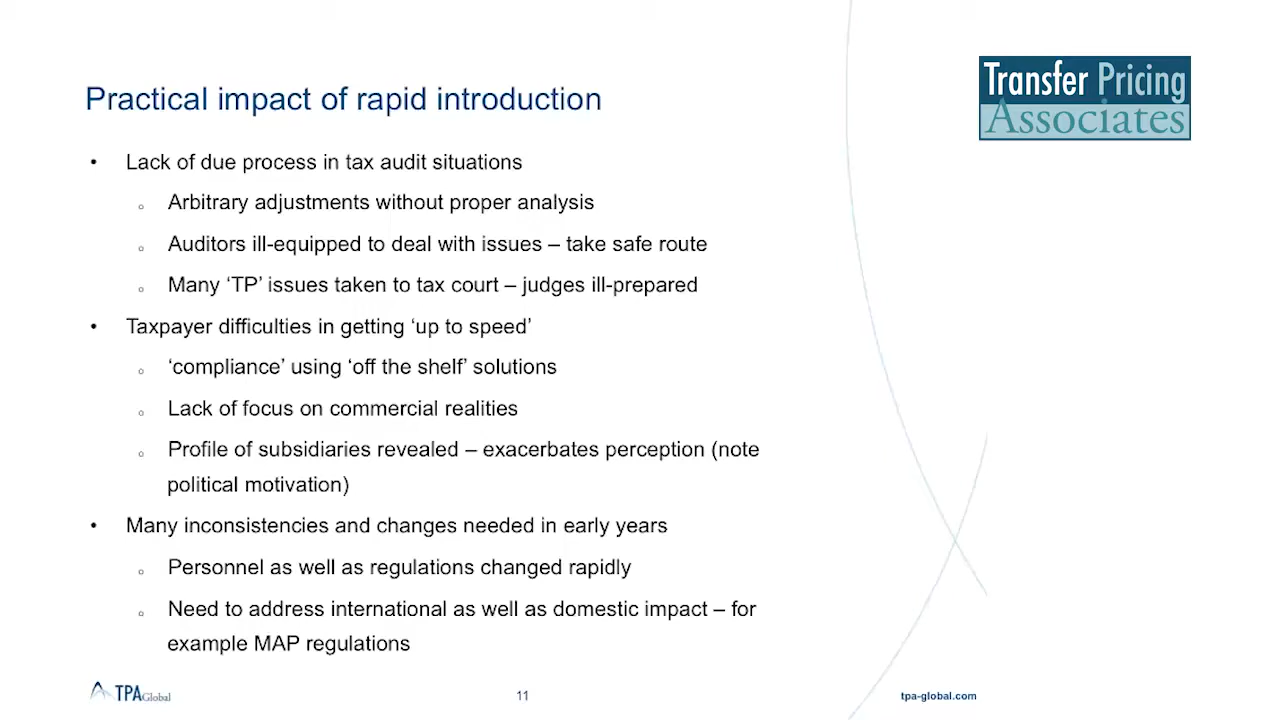 Transfer Pricing
Associates
Practical impact of rapid introduction
• Lack of due process in tax audit situations
o Arbitrary adjustments without proper analysis
o Auditors ill-equipped to deal with issues – take safe route
o Many ‘TP’ issues taken to tax court – judges ill-prepared
• Taxpayer difficulties in getting ‘up to speed’
o ‘compliance’ using ‘off the shelf’ solutions
o Lack of focus on commercial realities
o Profile of subsidiaries revealed – exacerbates perception (note
political motivation)
• Many inconsistencies and changes needed in early years
o Personnel as well as regulations changed rapidly
o Need to address international as well as domestic impact – for
example MAP regulations
TPA Global
11
tpa-global.com